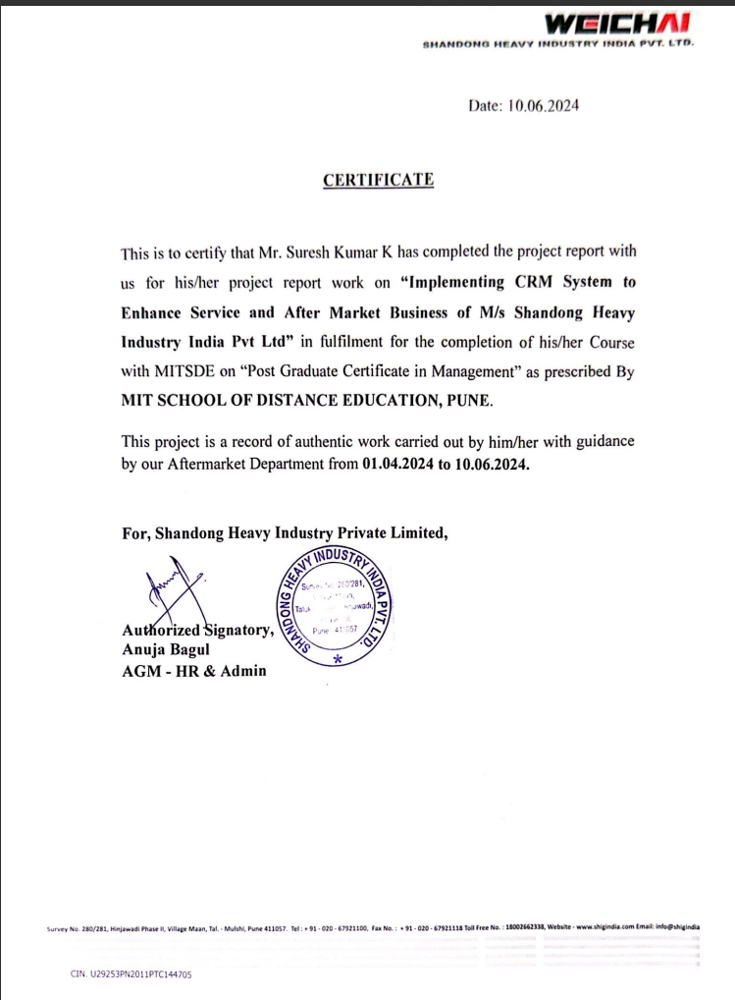 WEICHAI
SHANDONG HEAVY INDUSTRY INDIA PVT. LTD.
Date: 10.06.2024
CERTIFICATE
This is to certify that Mr. Suresh Kumar K has completed the project report with
us for his/her project report work on “Implementing CRM System to
Enhance Service and After Market Business of M/s Shandong Heavy
Industry India Pvt Ltd” in fulfilment for the completion of his/her Course
with MITSDE on “Post Graduate Certificate in Management” as prescribed By
MIT SCHOOL OF DISTANCE EDUCATION, PUNE.
This project is a record of authentic work carried out by him/her with guidance
by our Aftermarket Department from 01.04.2024 to 10.06.2024.
For, Shandong Heavy Industry Private Limited,
SHANDONG HEAVY INDUSTRY INDIA PVT. LTD.
Survey No. 280/281,
Pune 411057
Authorized Signatory,
Anuja Bagul
AGM - HR & Admin
Survey No. 280/281, Hinjawadi Phase II, Village Maan, Tal. - Mulshi, Pune 411057. Tel : + 91 - 020 - 67921100, Fax No. : + 91 - 020 - 67921118 Toll Free No. : 18002662338, Website - www.shigindia.com Email: info@shigindia
CIN. U29253PN2011PTC144705